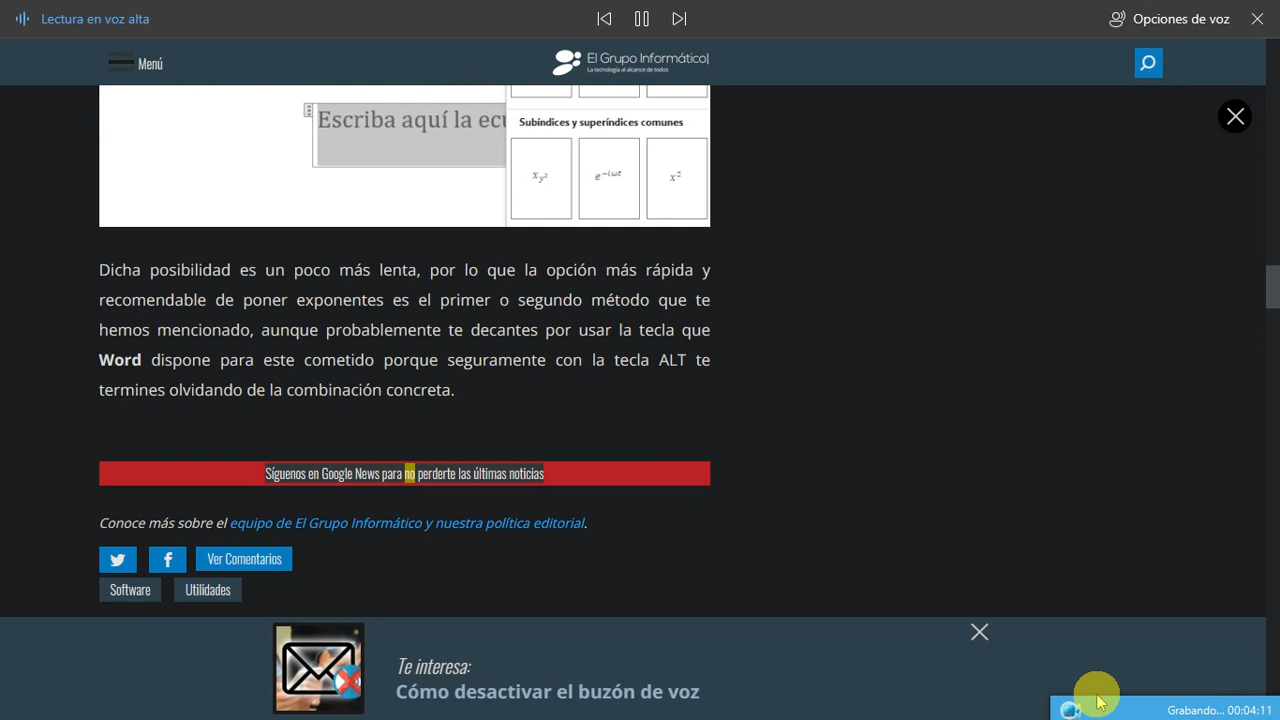 Lectura en voz alta
Opciones de voz
Menú
El Grupo Informático
La tecnología al alcance de todos
Escriba aquí la ecu
Subíndices y superíndices comunes
x_{y^2}
e^{-iωt}
x^2
Dicha posibilidad es un poco más lenta, por lo que la opción más rápida y
recomendable de poner exponentes es el primer o segundo método que te
hemos mencionado, aunque probablemente te decantes por usar la tecla que
Word dispone para este cometido porque seguramente con la tecla ALT te
termines olvidando de la combinación concreta.
Síguenos en Google News para no perderte las últimas noticias
Conoce más sobre el equipo de El Grupo Informático y nuestra política editorial.
Ver Comentarios
Software Utilidades
Te interesa:
Cómo desactivar el buzón de voz
Grabando... 00:04:11